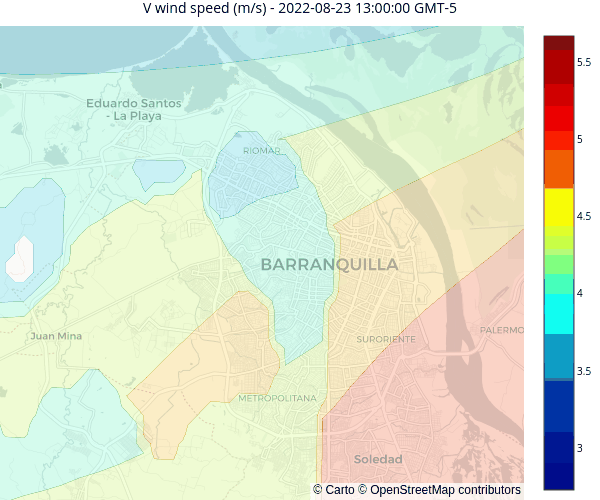 V wind speed (m/s) - 2022-08-23 13:00:00 GMT-5
Eduardo Santos
- La Playa
RIOMAR
BARRANQUILLA
Juan Mina
SURORIENTE
PALERMO
METROPOLITANA
Soledad
© Carto © OpenStreetMap contributors
5.5
5
4.5
4
3.5
3